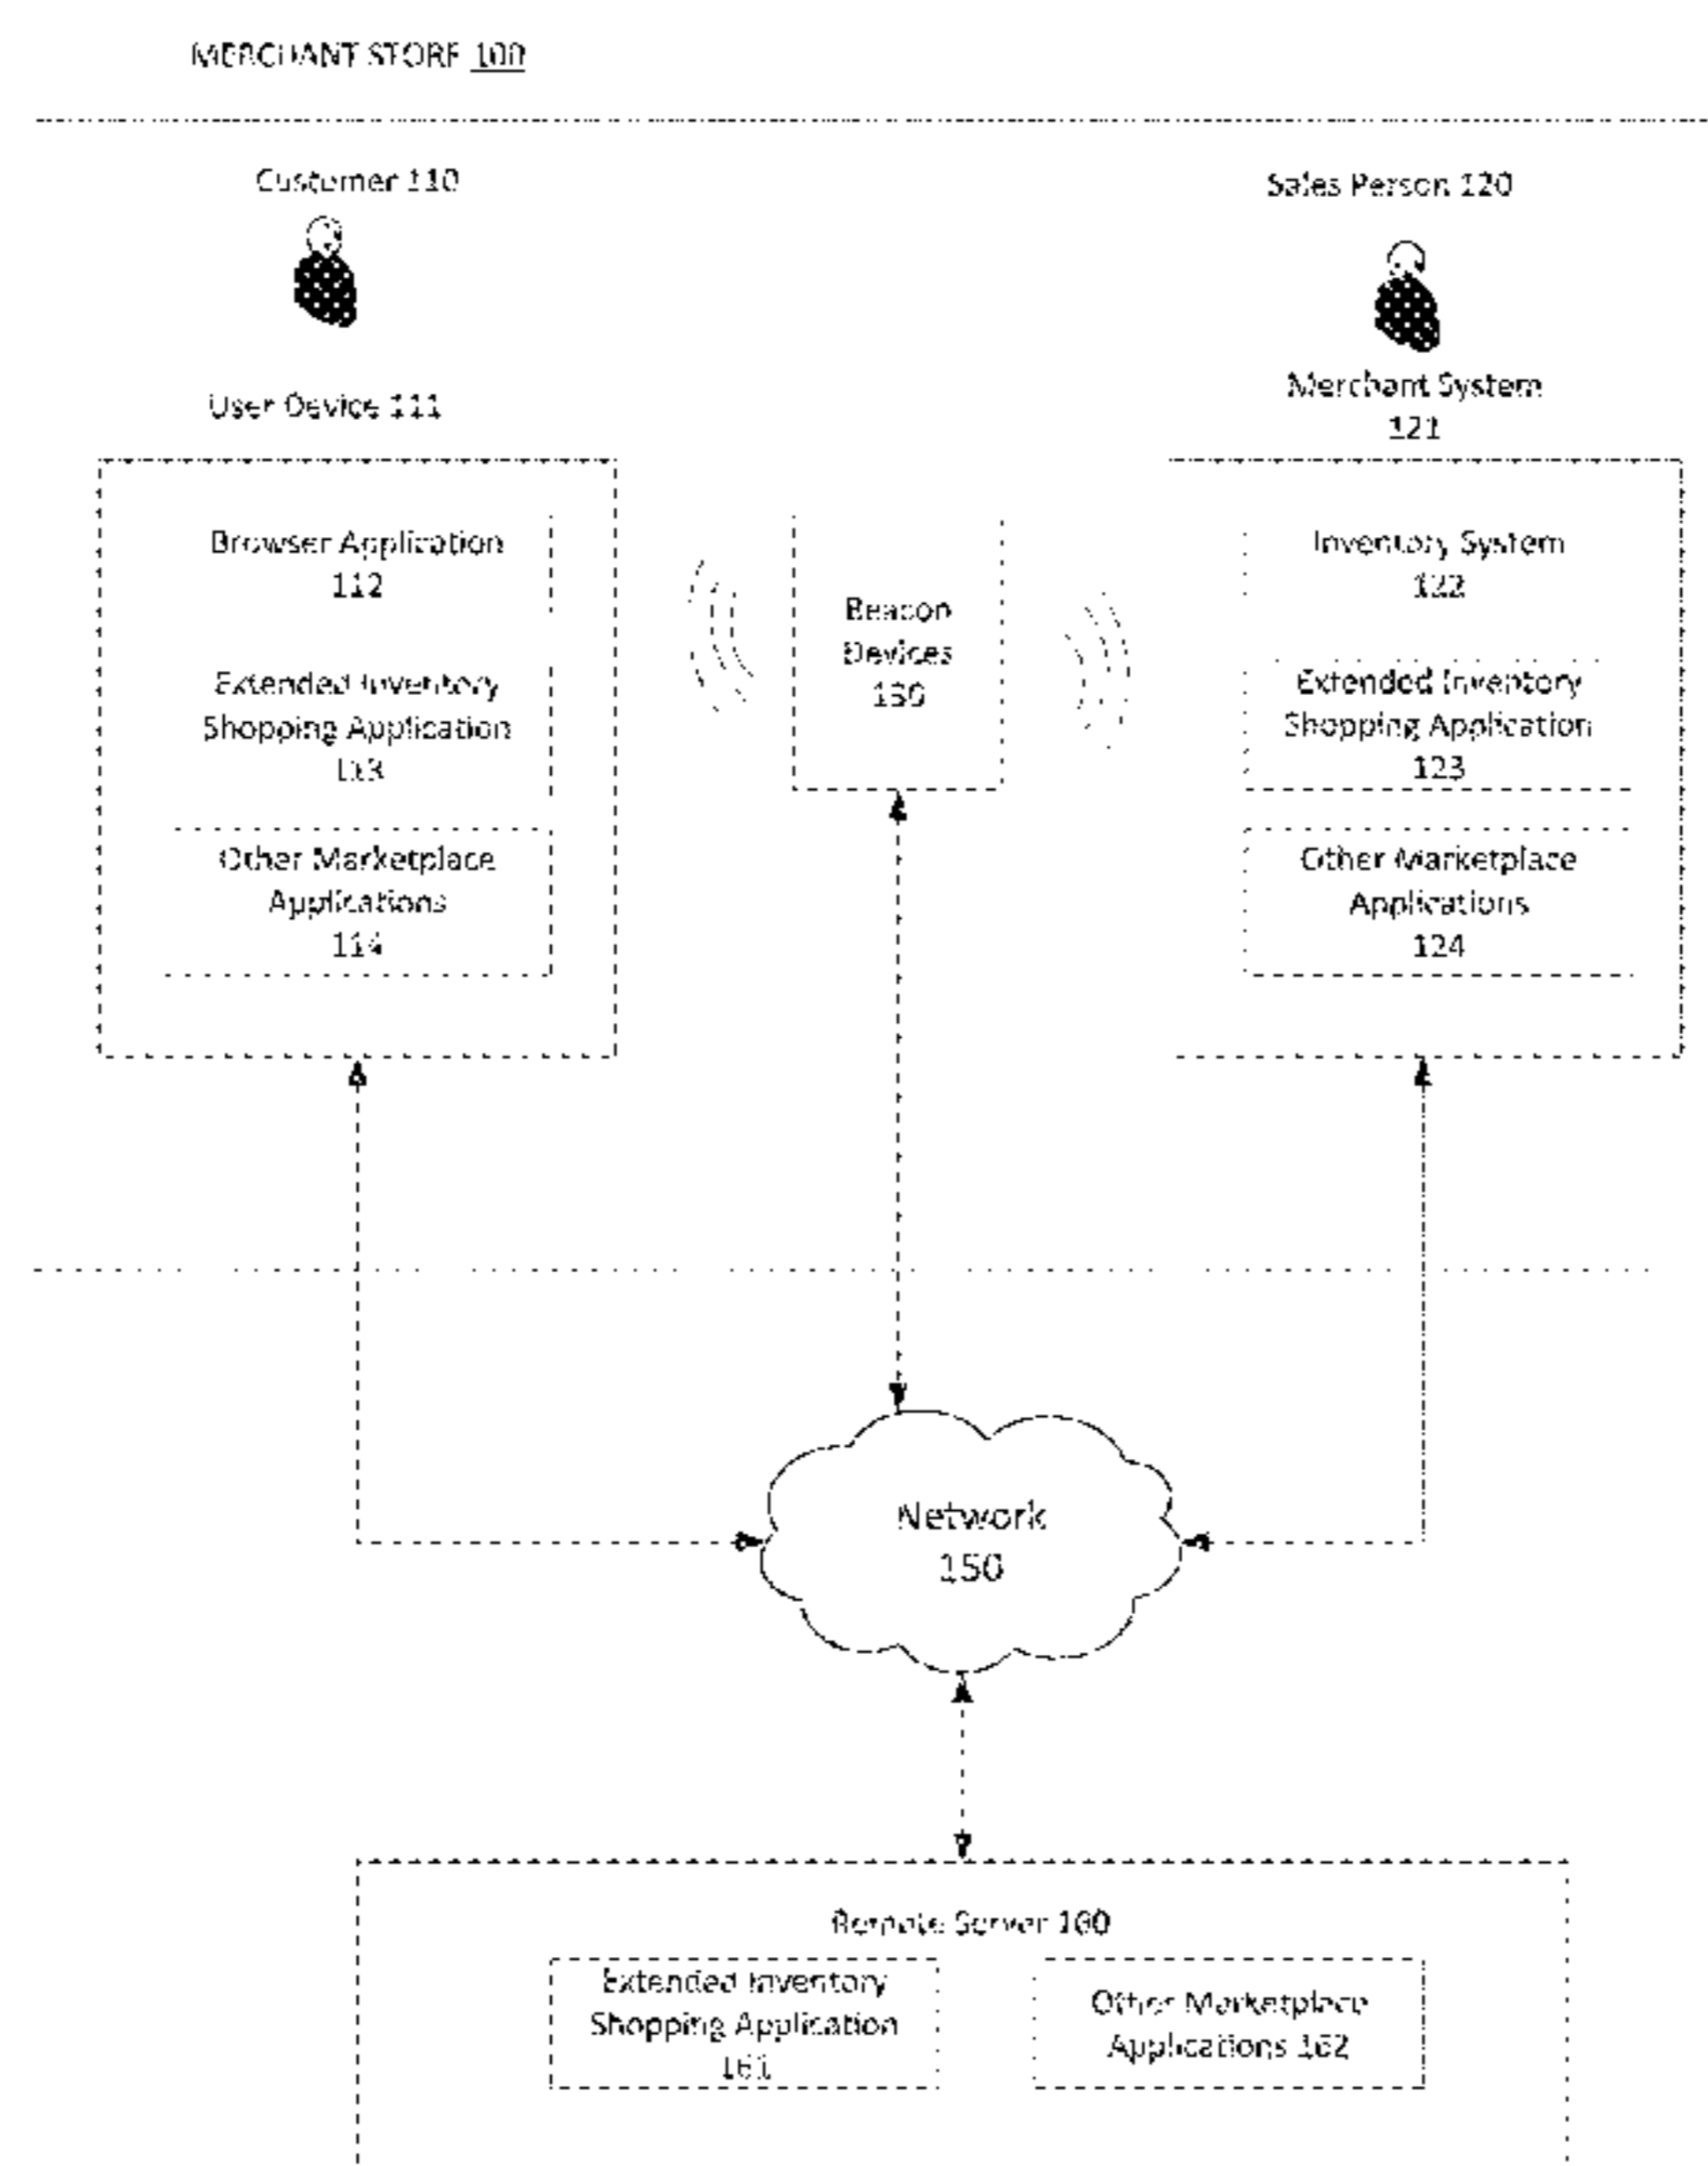 MERCHANT STORE 100
Customer 110
Sales Person 120
User Device 111
Merchant System
121
Browser Application
112
Extended Inventory
Shopping Application
113
Other Marketplace
Applications
114
Beacon
Devices
130
Inventory System
122
Extended Inventory
Shopping Application
123
Other Marketplace
Applications
124
Network
150
Remote Server 160
Extended Inventory
Shopping Application
161
Other Marketplace
Applications 162